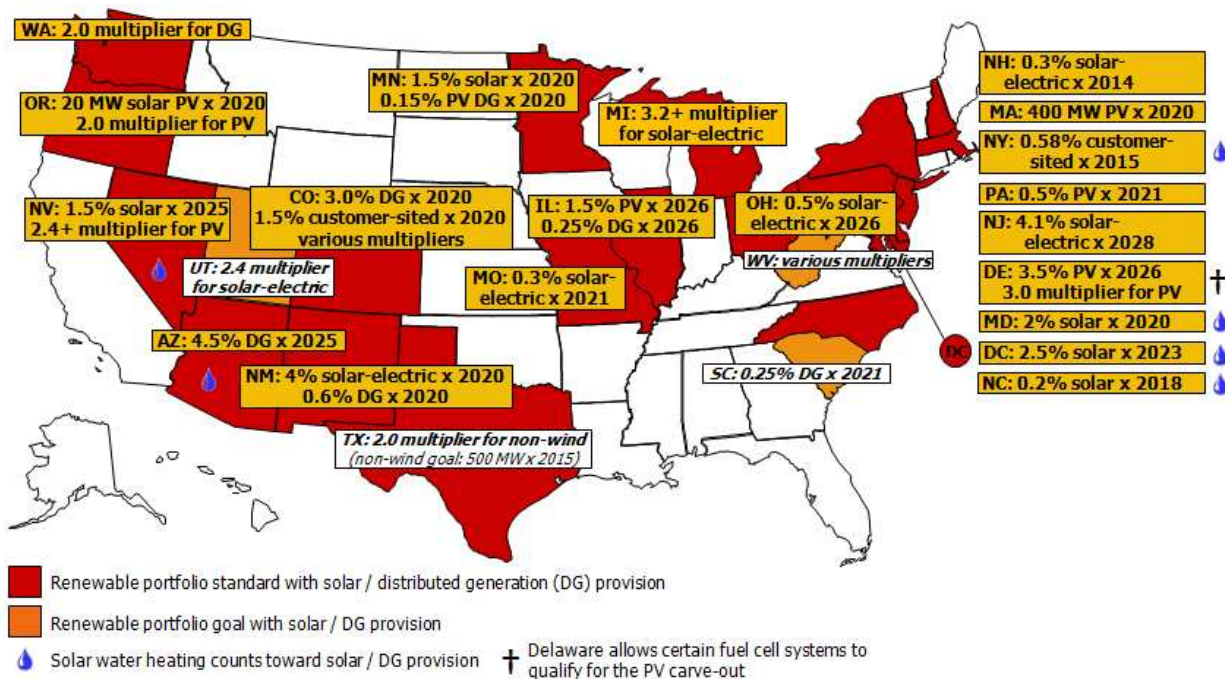 WA: 2.0 multiplier for DG
OR: 20 MW solar PV x 2020
2.0 multiplier for PV
NV: 1.5% solar x 2025
2.4+ multiplier for PV
UT: 2.4 multiplier
for solar-electric
AZ: 4.5% DG x 2025
MN: 1.5% solar x 2020
0.15% PV DG x 2020
CO: 3.0% DG x 2020
1.5% customer-sited x 2020
various multipliers
NM: 4% solar-electric x 2020
0.6% DG x 2020
TX: 2.0 multiplier for non-wind
(non-wind goal: 500 MW x 2015)
MO: 0.3% solar-
electric x 2021
IL: 1.5% PV x 2026
0.25% DG x 2026
MI: 3.2+ multiplier
for solar-electric
OH: 0.5% solar-
electric x 2026
WV: various multipliers
SC: 0.25% DG x 2021
DC
NH: 0.3% solar-
electric x 2014
MA: 400 MW PV x 2020
NY: 0.58% customer-
sited x 2015
PA: 0.5% PV x 2021
NJ: 4.1% solar-
electric x 2028
DE: 3.5% PV x 2026 †
3.0 multiplier for PV
MD: 2% solar x 2020
DC: 2.5% solar x 2023
NC: 0.2% solar x 2018
Renewable portfolio standard with solar / distributed generation (DG) provision
Renewable portfolio goal with solar / DG provision
Solar water heating counts toward solar / DG provision
† Delaware allows certain fuel cell systems to
qualify for the PV carve-out